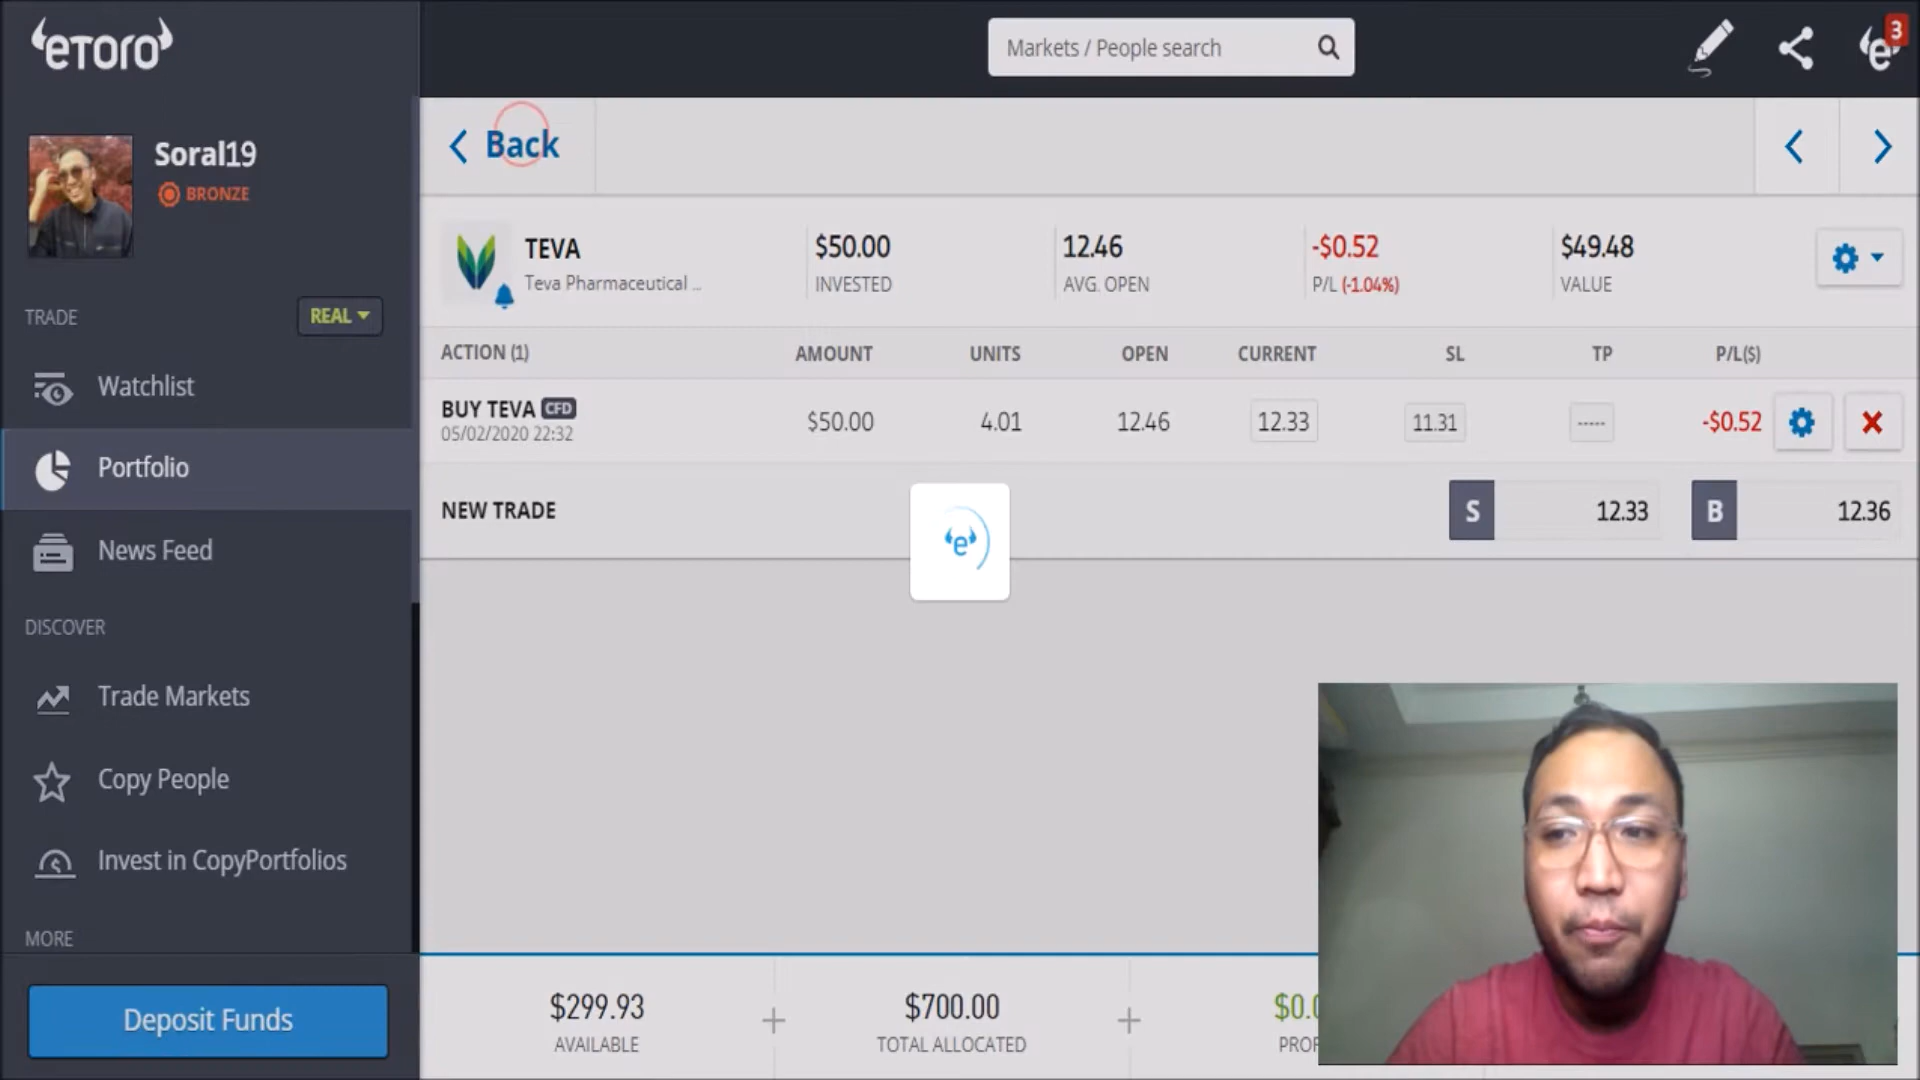 eTORO
Markets / People search
3
Soral19
BRONZE
Back
TEVA
Teva Pharmaceutical ...
$50.00
INVESTED
12.46
AVG. OPEN
-$0.52
P/L (-1.04%)
$49.48
VALUE
TRADE
REAL
Watchlist
Portfolio
News Feed
DISCOVER
Trade Markets
Copy People
Invest in CopyPortfolios
MORE
Deposit Funds
ACTION (1) AMOUNT UNITS OPEN CURRENT SL TP P/L($)
BUY TEVA CFD $50.00 4.01 12.46 12.33 11.31 ----- -$0.52
05/02/2020 22:32
NEW TRADE S 12.33 B 12.36
e
$299.93 + $700.00 + $0.0
AVAILABLE TOTAL ALLOCATED PROF